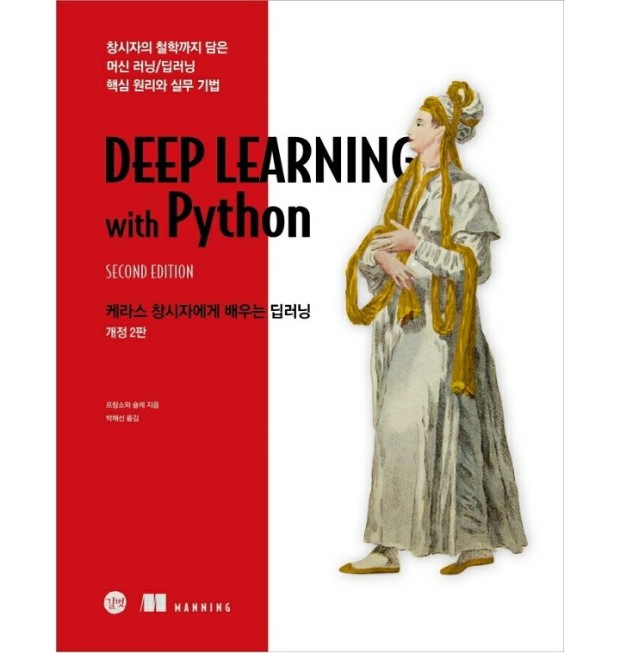 창시자의 철학까지 담은
머신 러닝/딥러닝
핵심 원리와 실무 기법
DEEP LEARNING
with Python
SECOND EDITION
케라스 창시자에게 배우는 딥러닝
개정 2판
프랑소와 숄레 지음
박해선 옮김
길벗
MANNING